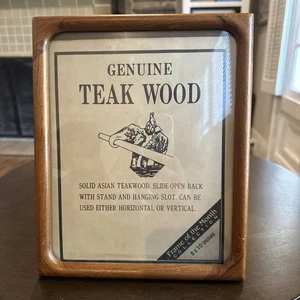 GENUINE
TEAK WOOD
SOLID ASIAN TEAKWOOD. SLIDE OPEN BACK
WITH STAND AND HANGING SLOT. CAN BE
USED EITHER HORIZONTAL OR VERTICAL.
Frame of the Month
COLLECTION
8 x 10 Inches